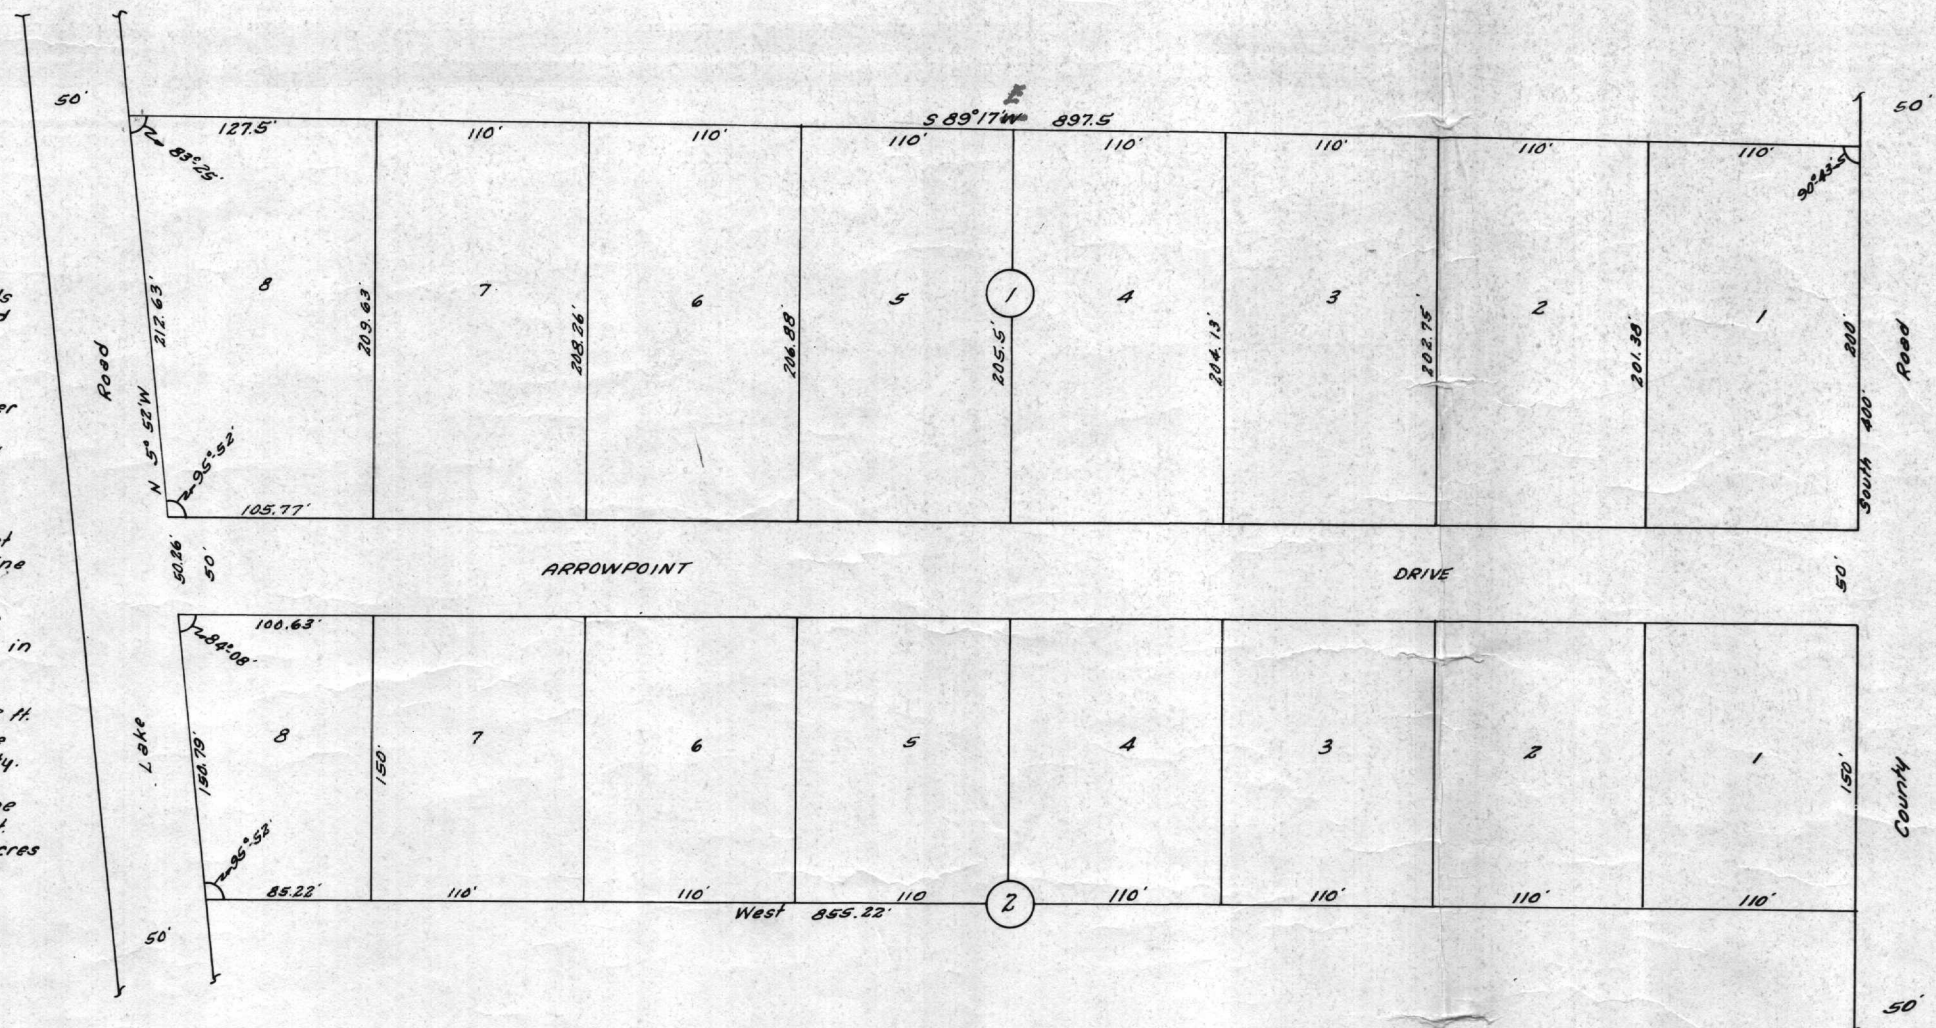 50'
50'
S 89°17'W 897.5
E
127.5' 110' 110' 110' 110' 110' 110' 110'
83°-25'
90°-43.5
8 7 6 5 1 4 3 2 1
212.63' 209.63' 208.26' 206.88' 205.5' 204.13' 202.75' 201.38' 200'
Road
Road
N 5° 52'W
South 400'
95°-52'
105.77'
50.26'
50'
ARROWPOINT DRIVE
50'
100.63'
84°-08'
8 7 6 5 4 3 2 1
Lake
150.79' 150' 150'
County
95°-52'
85.22' 110' 110' 110 2 110' 110' 110' 110'
West 855.22'
50'
50'
in
ft.